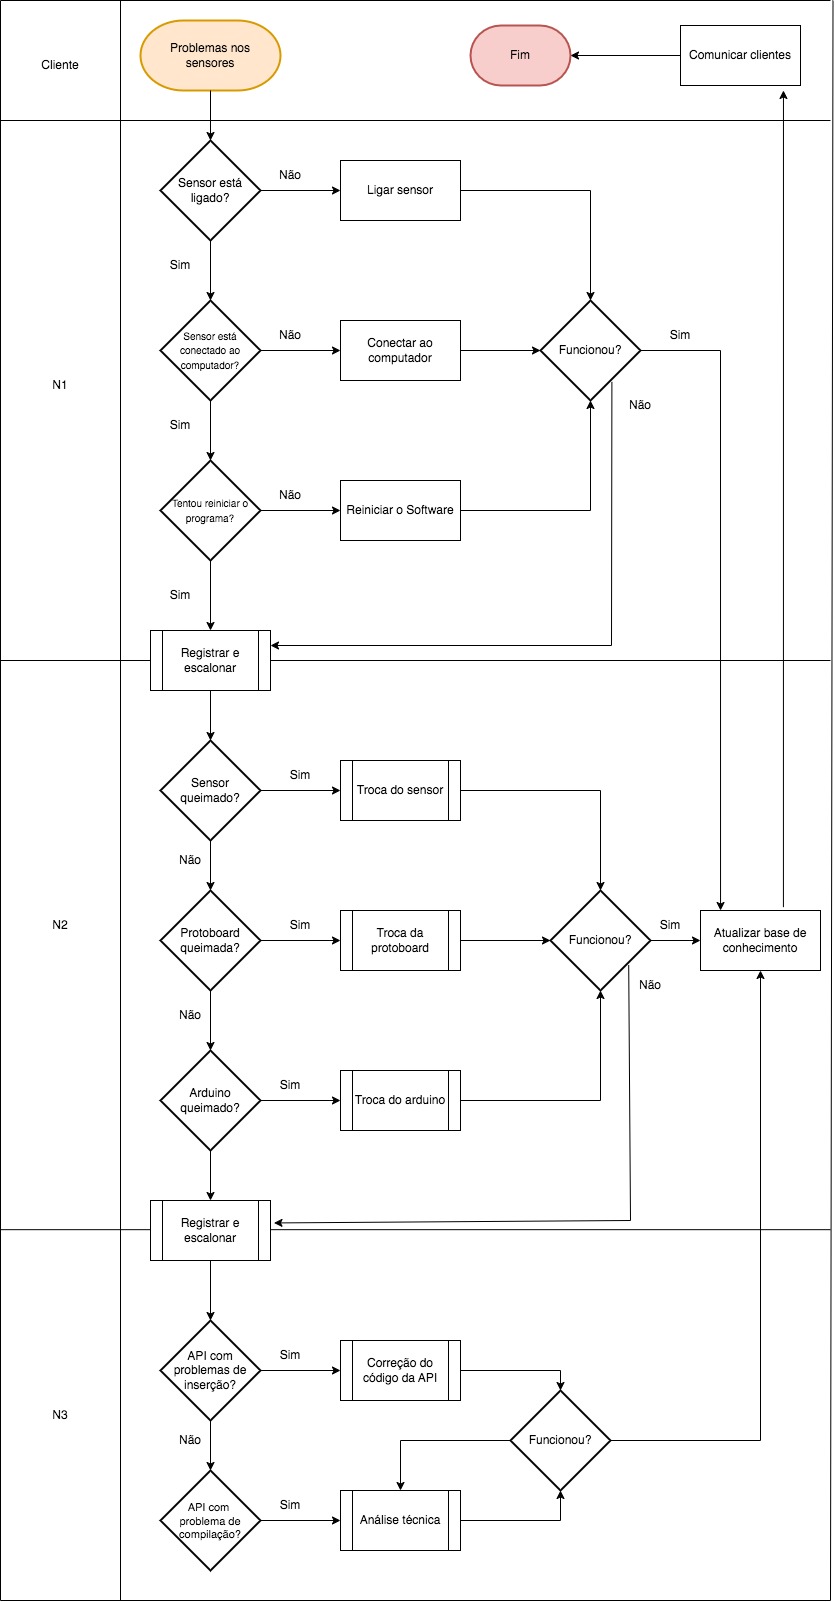 Cliente
Problemas nos
sensores
Fim
Comunicar clientes
N1
Sensor está
ligado?
Não
Ligar sensor
Sim
Sensor está
conectado ao
computador?
Não
Conectar ao
computador
Funcionou?
Sim
Não
Sim
Tentou reiniciar o
programa?
Não
Reiniciar o Software
Sim
Registrar e
escalonar
N2
Sensor
queimado?
Sim
Troca do sensor
Não
Protoboard
queimada?
Sim
Troca da
protoboard
Funcionou?
Sim
Atualizar base de
conhecimento
Não
Não
Arduino
queimado?
Sim
Troca do arduino
Registrar e
escalonar
N3
API com
problemas de
inserção?
Sim
Correção do
código da API
Não
Funcionou?
API com
problema de
compilação?
Sim
Análise técnica